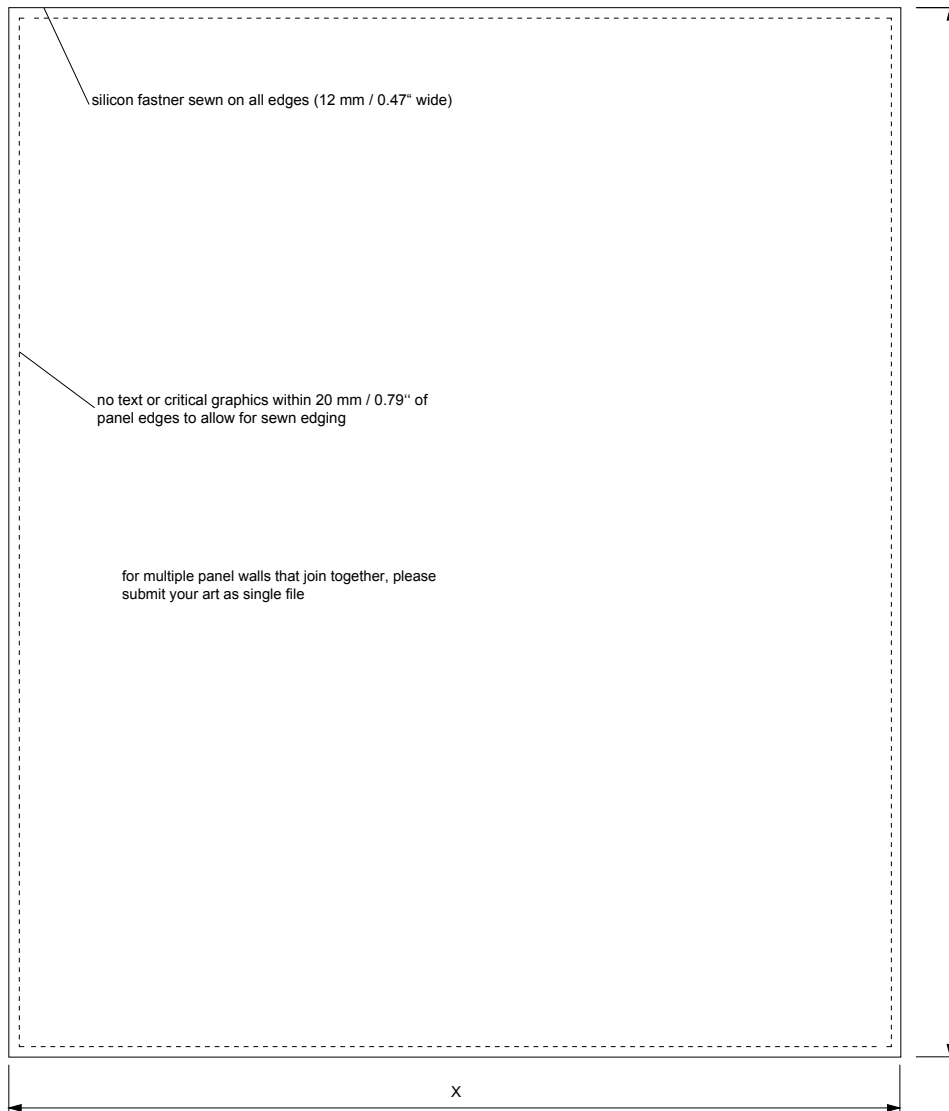 silicon fastner sewn on all edges (12 mm / 0.47“ wide)
no text or critical graphics within 20 mm / 0.79“ of
panel edges to allow for sewn edging
for multiple panel walls that join together, please
submit your art as single file
X